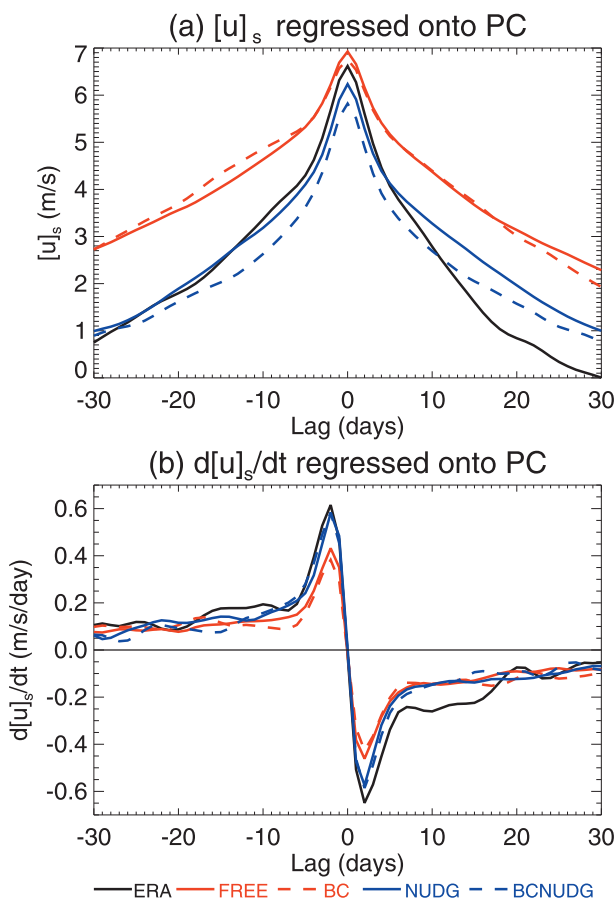 (a) [u]s regressed onto PC
7
6
5
4
3
2
1
0
[u]s (m/s)
-30 -20 -10 0 10 20 30
Lag (days)
(b) d[u]s/dt regressed onto PC
0.6
0.4
0.2
0.0
-0.2
-0.4
-0.6
d[u]s/dt (m/s/day)
-30 -20 -10 0 10 20 30
Lag (days)
ERA FREE BC NUDG BCNUDG